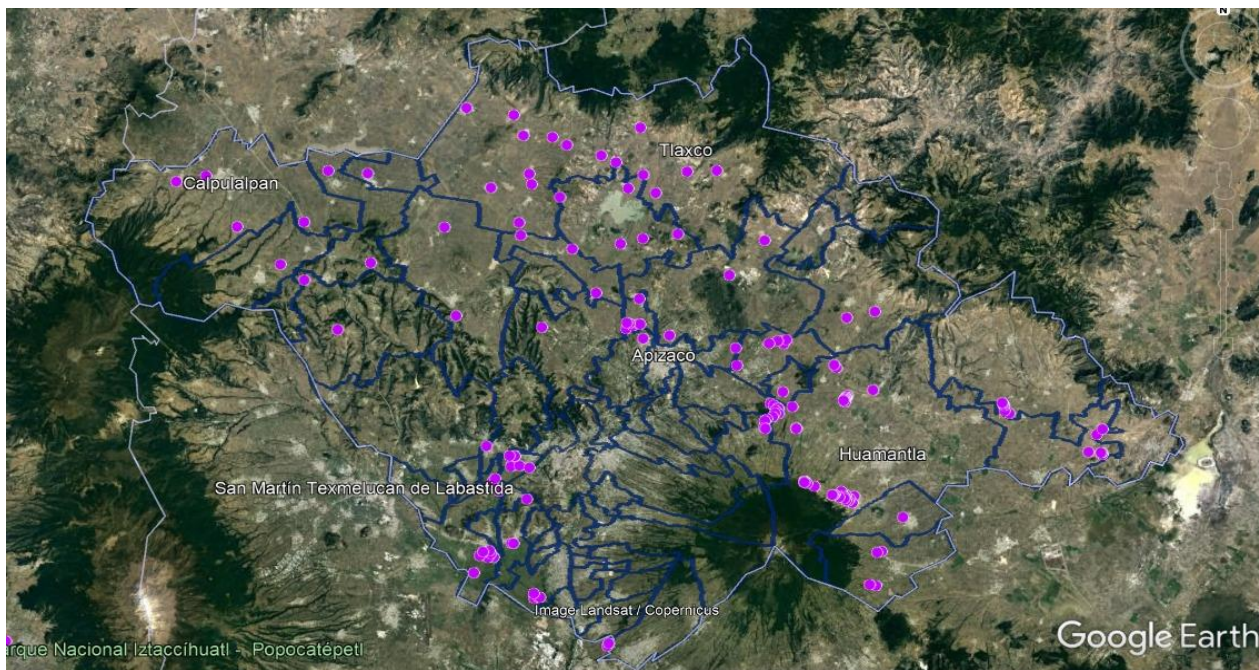 N
Tlaxco
Calpulalpan
Apizaco
Huamantla
San Martín Texmelucan de Labastida
Image Landsat / Copernicus
arque Nacional Iztaccíhuatl - Popocatépetl
Google Earth